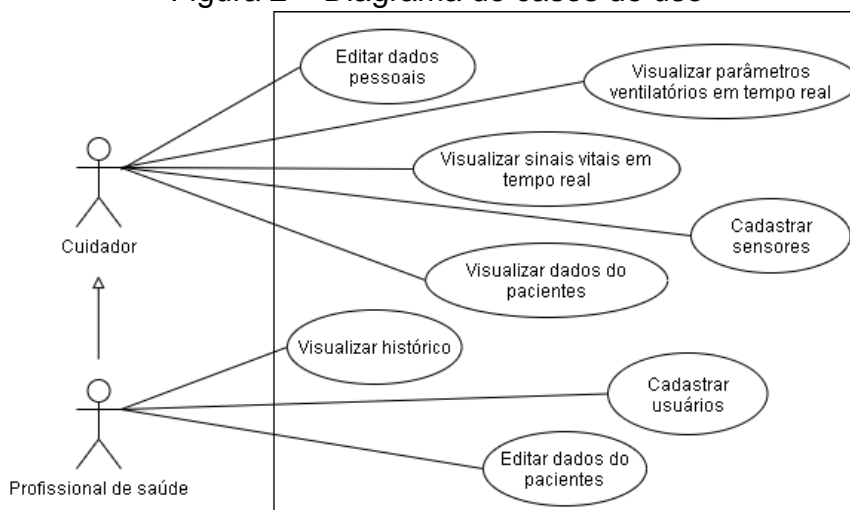 Figura 2 – Diagrama de casos de uso
Editar dados
pessoais
Visualizar parâmetros
ventilatórios em tempo real
Visualizar sinais vitais em
tempo real
Cadastrar
sensores
Cuidador
Visualizar dados do
pacientes
Visualizar histórico
Cadastrar
usuários
Editar dados do
pacientes
Profissional de saúde